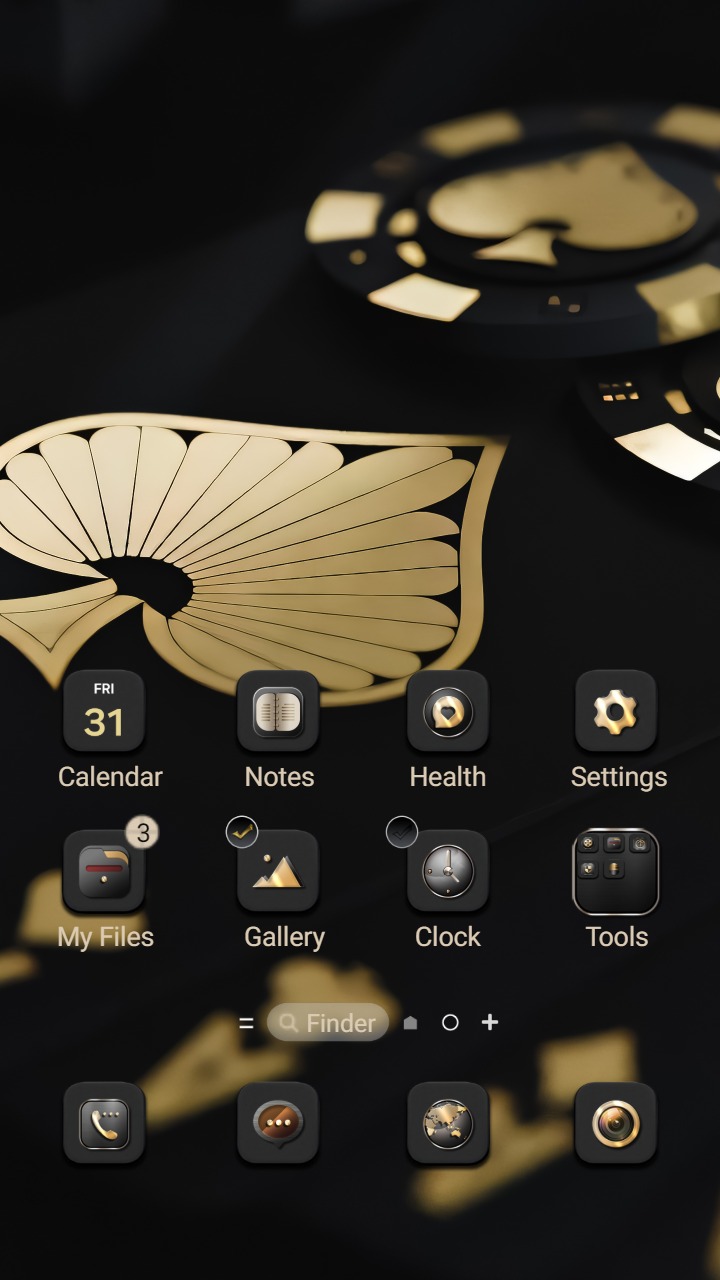 FRI
31
Calendar
Notes
Health
Settings
3
My Files
Gallery
Clock
Tools
Finder